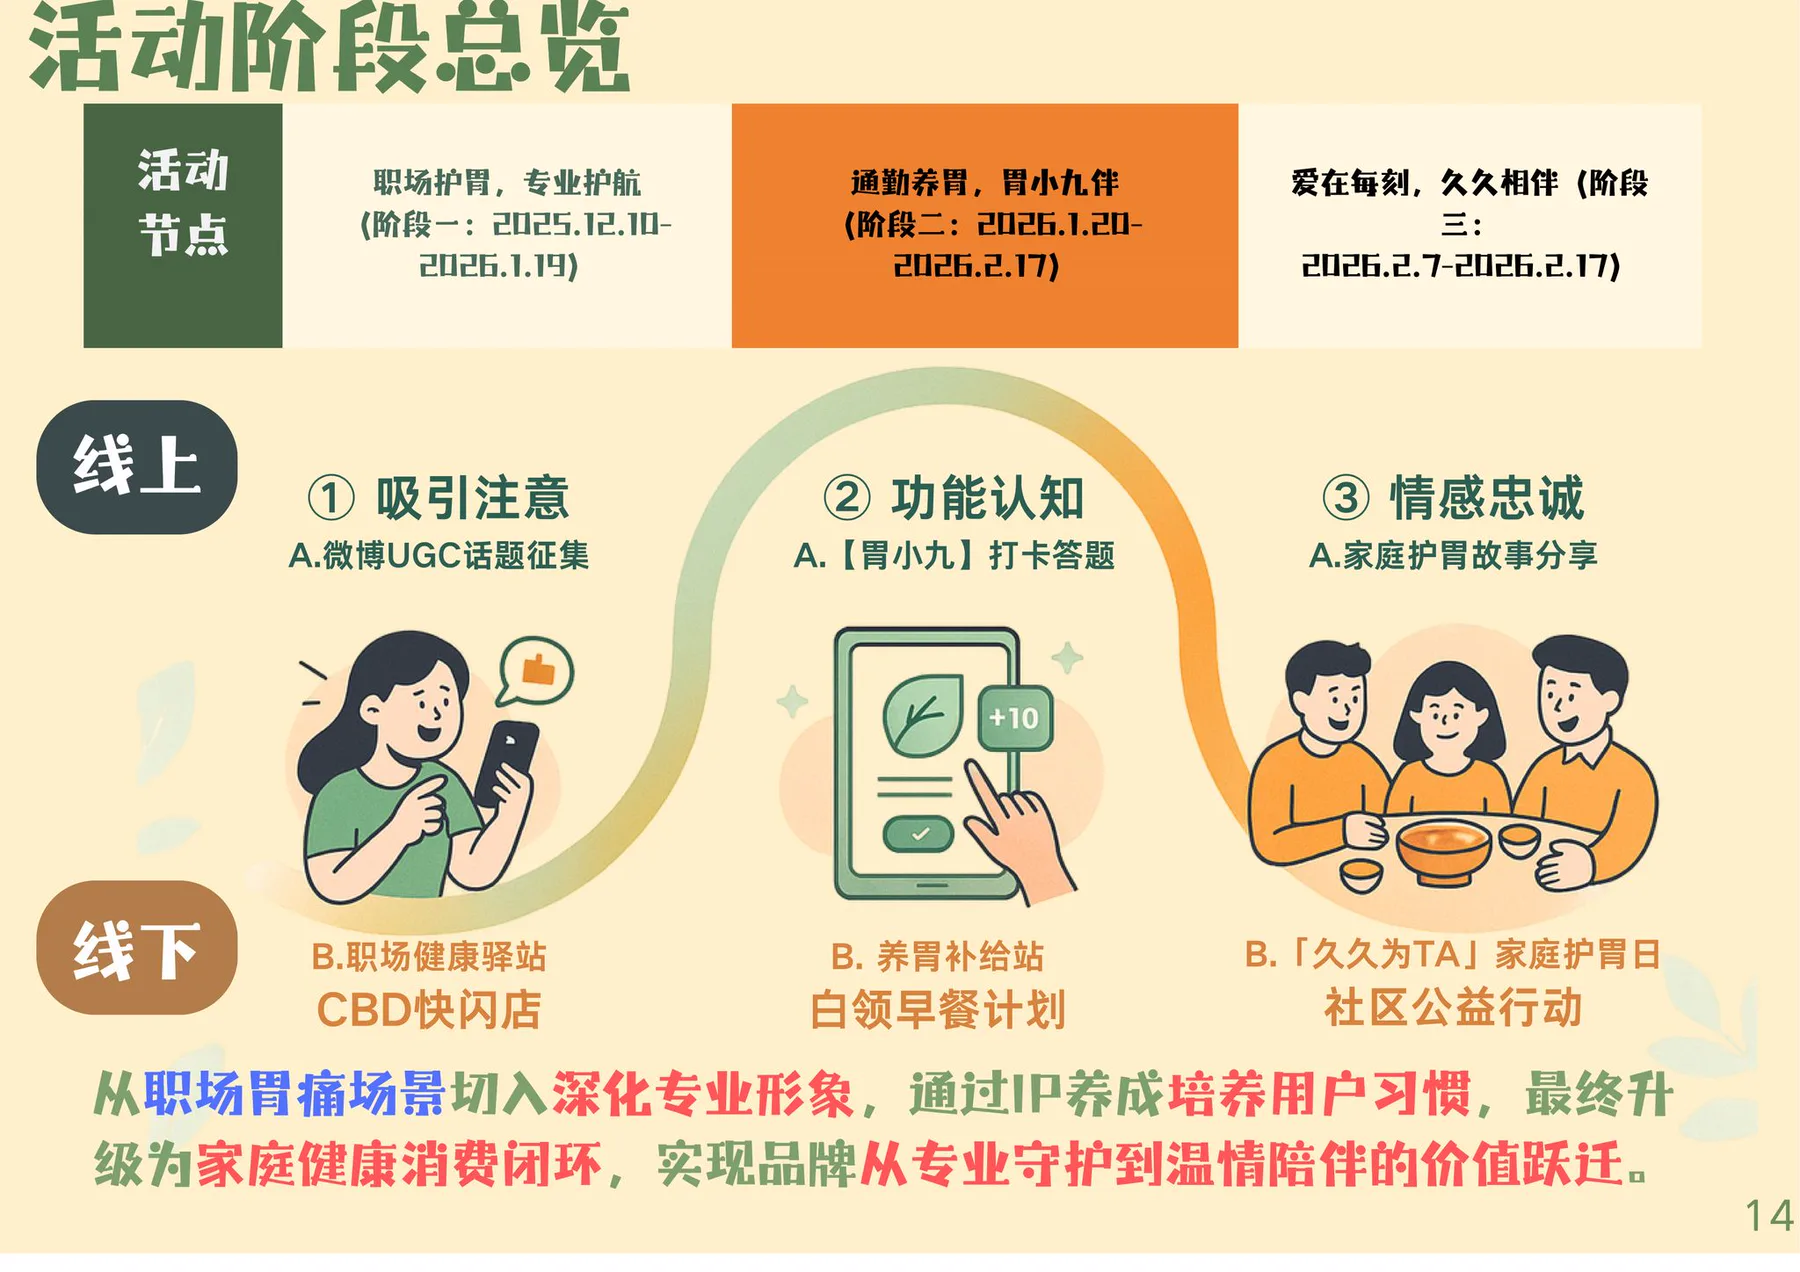 活动阶段总览
活动
节点
职场护胃，专业护航
(阶段一：2025.12.10-
2026.1.19)
通勤养胃，胃小九伴
(阶段二：2026.1.20-
2026.2.17)
爱在每刻，久久相伴（阶段
三：
2026.2.7-2026.2.17)
线上
① 吸引注意
A.微博UGC话题征集
② 功能认知
A.【胃小九】打卡答题
③ 情感忠诚
A.家庭护胃故事分享
+10
线下
B.职场健康驿站
CBD快闪店
B. 养胃补给站
白领早餐计划
B.「久久为TA」家庭护胃日
社区公益行动
从职场胃痛场景切入深化专业形象，通过IP养成培养用户习惯，最终升
级为家庭健康消费闭环，实现品牌从专业守护到温情陪伴的价值跃迁。
14